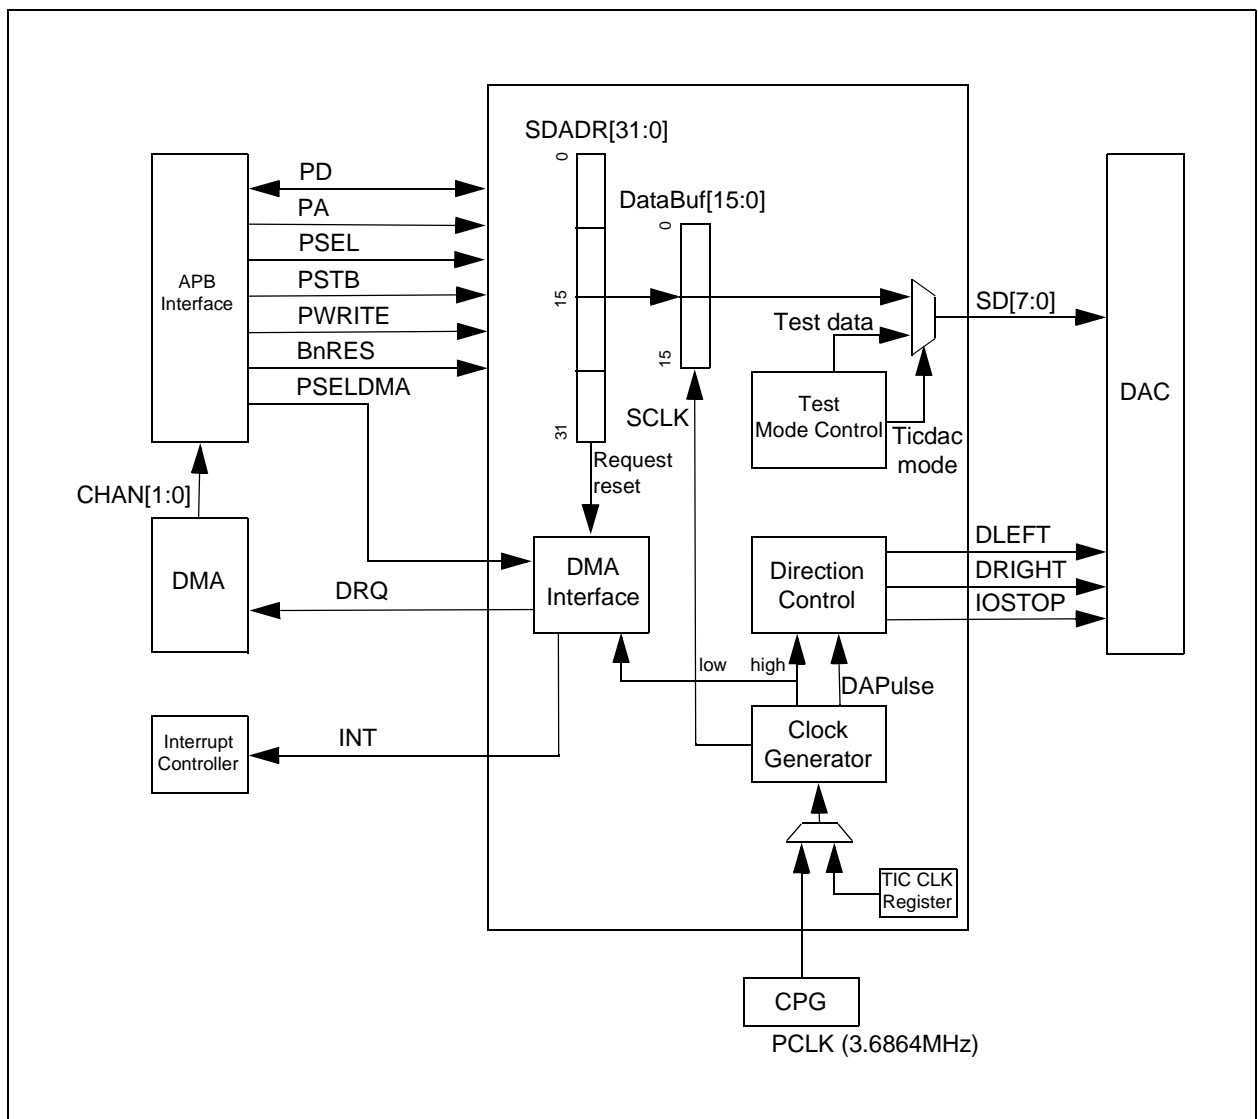 SDADR[31:0]
0
15
31
DataBuf[15:0]
0
15
PD
PA
PSEL
PSTB
PWRITE
BnRES
PSELDMA
APB
Interface
CHAN[1:0]
DMA
DRQ
Interrupt
Controller
INT
Request
reset
DMA
Interface
SCLK
Test data
Test
Mode Control
Ticdac
mode
SD[7:0]
DAC
Direction
Control
DLEFT
DRIGHT
IOSTOP
low
high
DAPulse
Clock
Generator
TIC CLK
Register
CPG
PCLK (3.6864MHz)